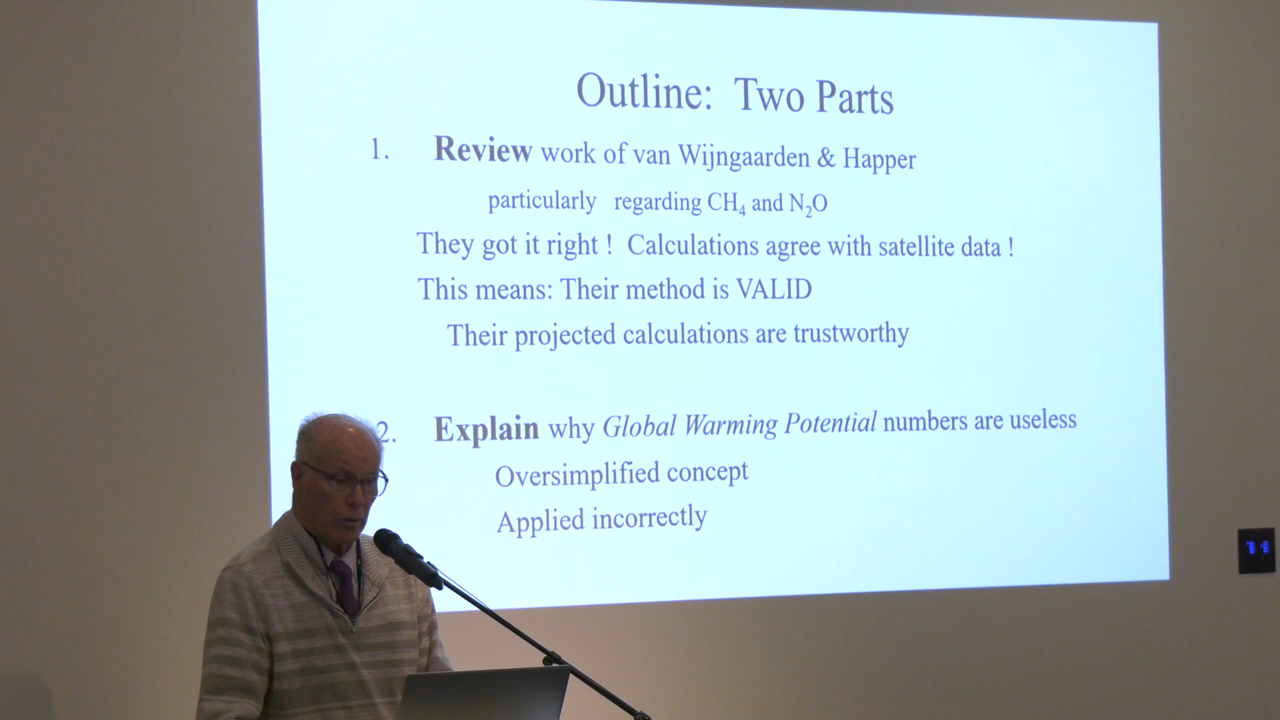 Outline: Two Parts
1. Review work of van Wijngaarden & Happer
particularly regarding CH₄ and N₂O
They got it right ! Calculations agree with satellite data !
This means: Their method is VALID
Their projected calculations are trustworthy
2. Explain why Global Warming Potential numbers are useless
Oversimplified concept
Applied incorrectly
11